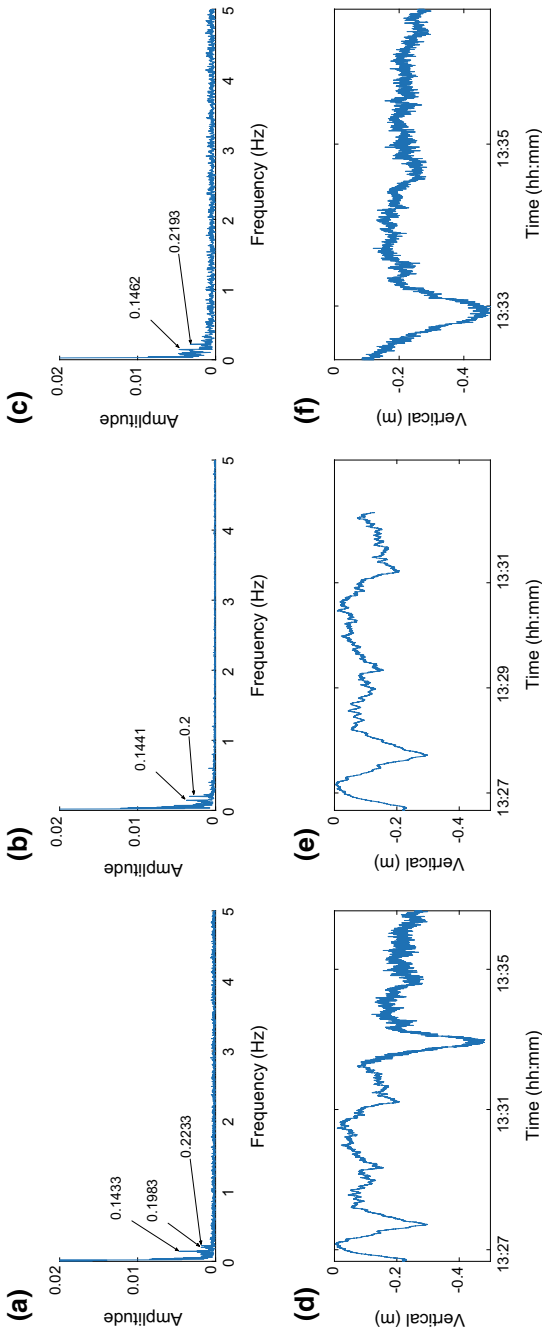 (a)
0.02
0.01
0
Amplitude
0.1433
0.1983
0.2233
0 1 2 3 4 5
Frequency (Hz)
(b)
0.02
0.01
0
Amplitude
0.1441
0.2
0 1 2 3 4 5
Frequency (Hz)
(c)
0.02
0.01
0
Amplitude
0.1462
0.2193
0 1 2 3 4 5
Frequency (Hz)
(d)
0
-0.2
-0.4
Vertical (m)
13:27 13:31 13:35
Time (hh:mm)
(e)
0
-0.2
-0.4
Vertical (m)
13:27 13:29 13:31
Time (hh:mm)
(f)
0
-0.2
-0.4
Vertical (m)
13:33 13:35
Time (hh:mm)